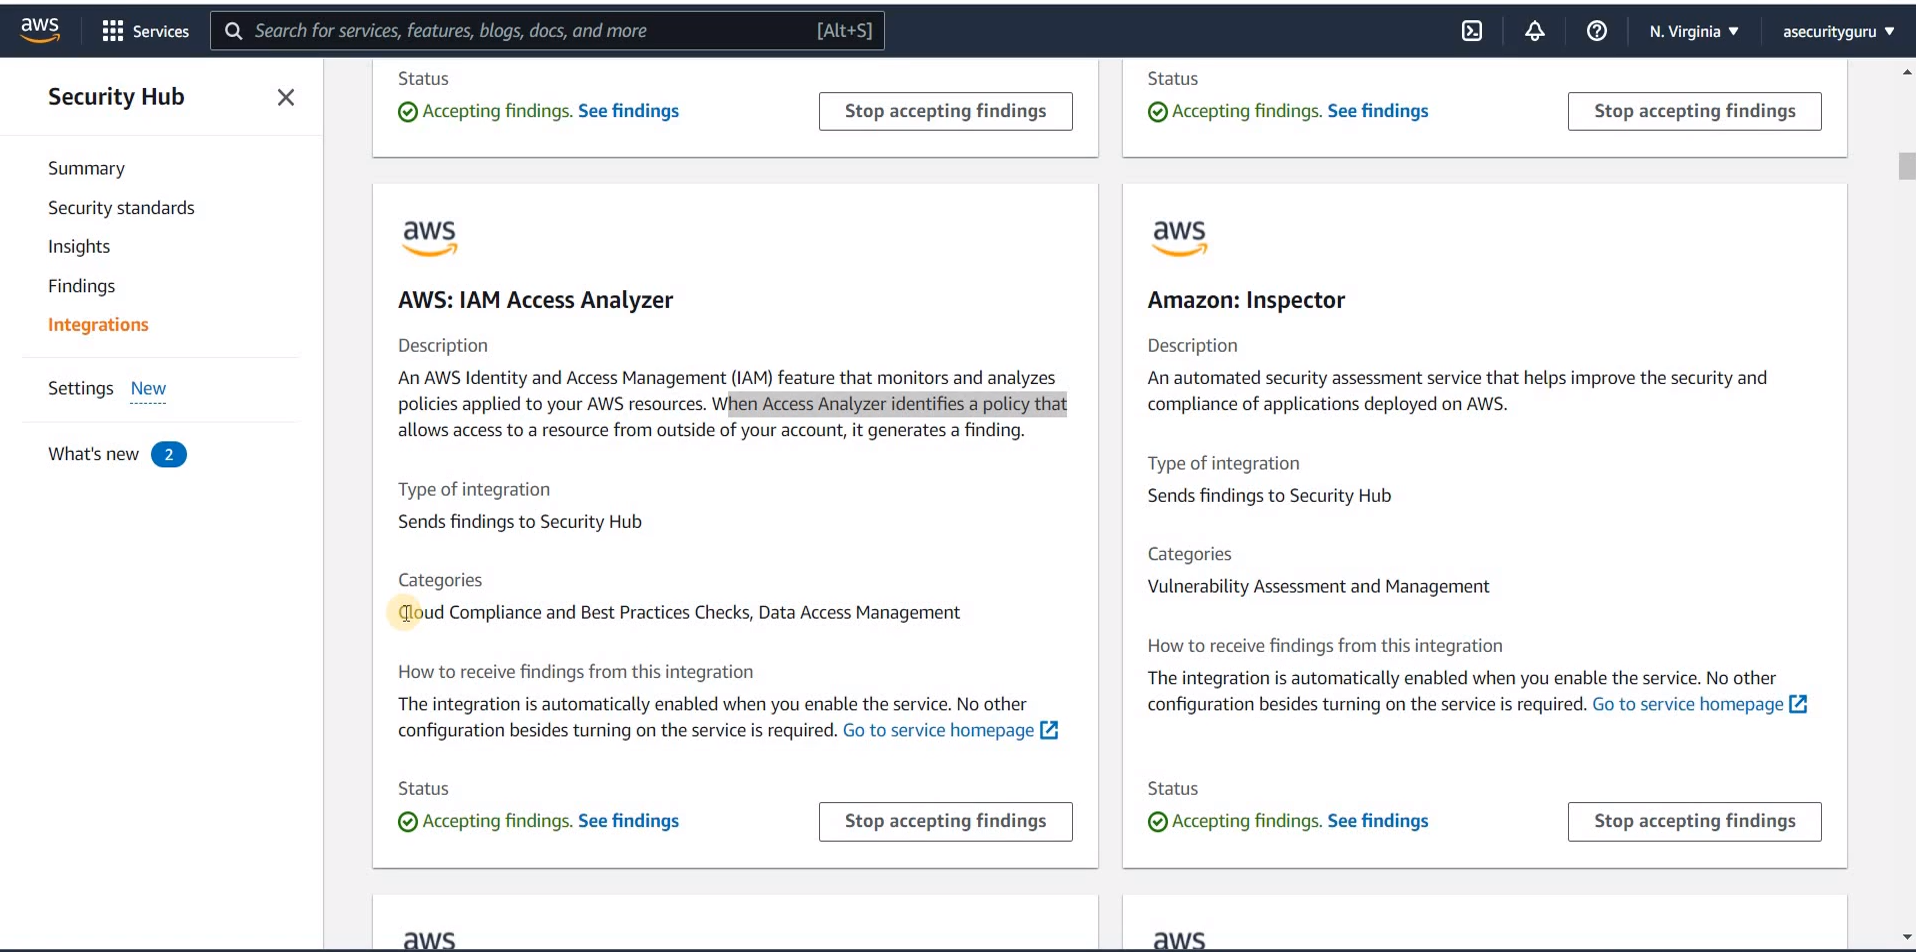 aws
Services
Search for services, features, blogs, docs, and more
[Alt+S]
N. Virginia
asecurityguru
Security Hub
Summary
Security standards
Insights
Findings
Integrations
Settings New
What's new 2
Status
Accepting findings. See findings
Stop accepting findings
Status
Accepting findings. See findings
Stop accepting findings
aws
AWS: IAM Access Analyzer
Description
An AWS Identity and Access Management (IAM) feature that monitors and analyzes
policies applied to your AWS resources. When Access Analyzer identifies a policy that
allows access to a resource from outside of your account, it generates a finding.
Type of integration
Sends findings to Security Hub
Categories
Cloud Compliance and Best Practices Checks, Data Access Management
How to receive findings from this integration
The integration is automatically enabled when you enable the service. No other
configuration besides turning on the service is required. Go to service homepage
Status
Accepting findings. See findings
Stop accepting findings
aws
Amazon: Inspector
Description
An automated security assessment service that helps improve the security and
compliance of applications deployed on AWS.
Type of integration
Sends findings to Security Hub
Categories
Vulnerability Assessment and Management
How to receive findings from this integration
The integration is automatically enabled when you enable the service. No other
configuration besides turning on the service is required. Go to service homepage
Status
Accepting findings. See findings
Stop accepting findings
aws
aws